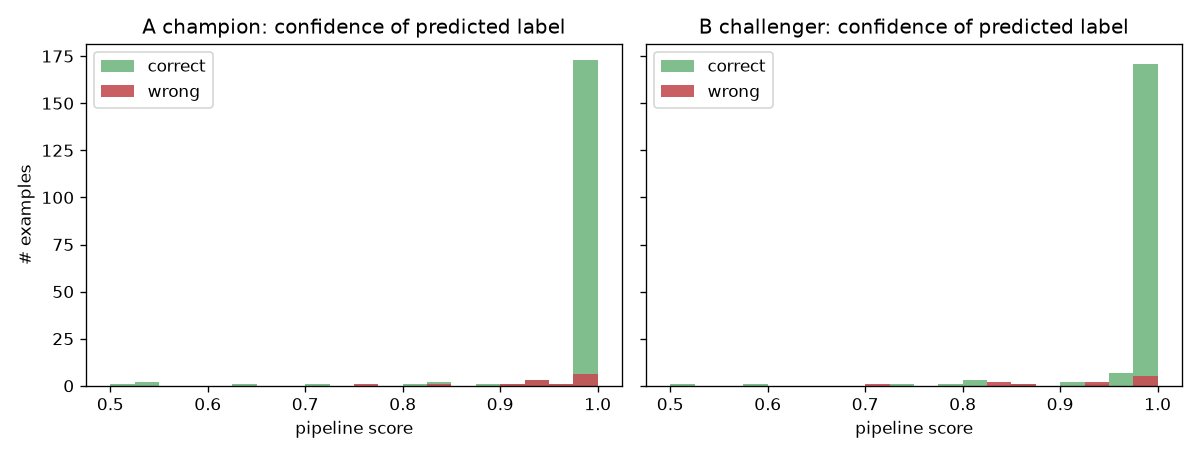 A champion: confidence of predicted label
correct
wrong
175
150
125
100
75
50
25
0
# examples
0.5 0.6 0.7 0.8 0.9 1.0
pipeline score
B challenger: confidence of predicted label
correct
wrong
0.5 0.6 0.7 0.8 0.9 1.0
pipeline score